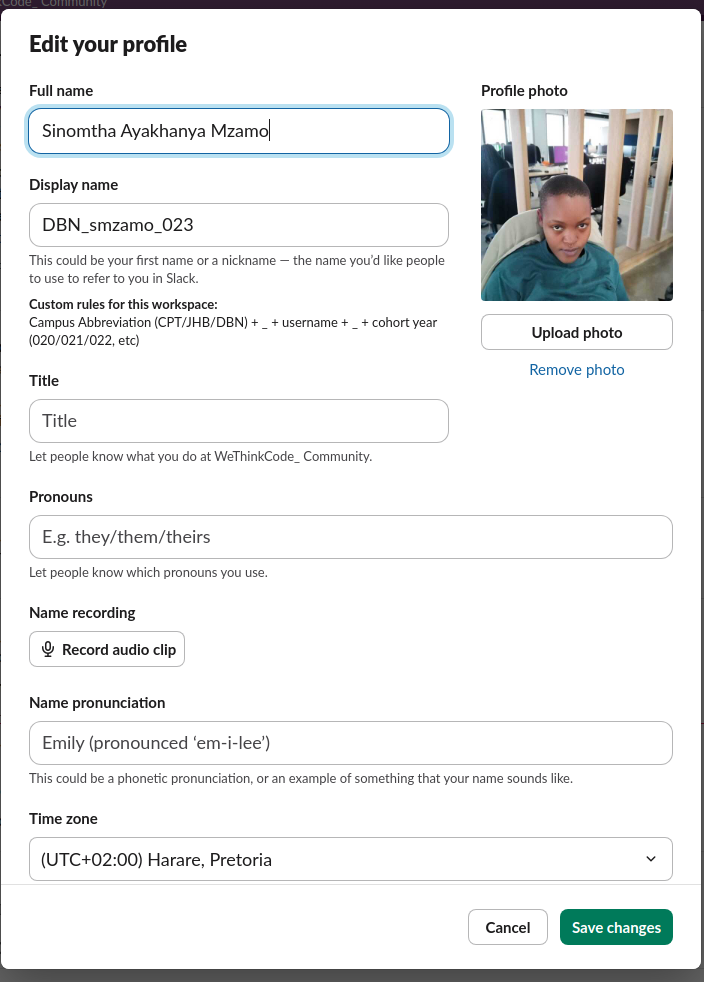 Code_ Community
Edit your profile
Full name
Profile photo
Sinomtha Ayakhanya Mzamo
Display name
DBN_smzamo_023
This could be your first name or a nickname — the name you’d like people
to use to refer to you in Slack.
Custom rules for this workspace:
Campus Abbreviation (CPT/JHB/DBN) + _ + username + _ + cohort year
(020/021/022, etc)
Upload photo
Remove photo
Title
Title
Let people know what you do at WeThinkCode_ Community.
Pronouns
E.g. they/them/theirs
Let people know which pronouns you use.
Name recording
Record audio clip
Name pronunciation
Emily (pronounced ‘em-i-lee’)
This could be a phonetic pronunciation, or an example of something that your name sounds like.
Time zone
(UTC+02:00) Harare, Pretoria
Cancel
Save changes